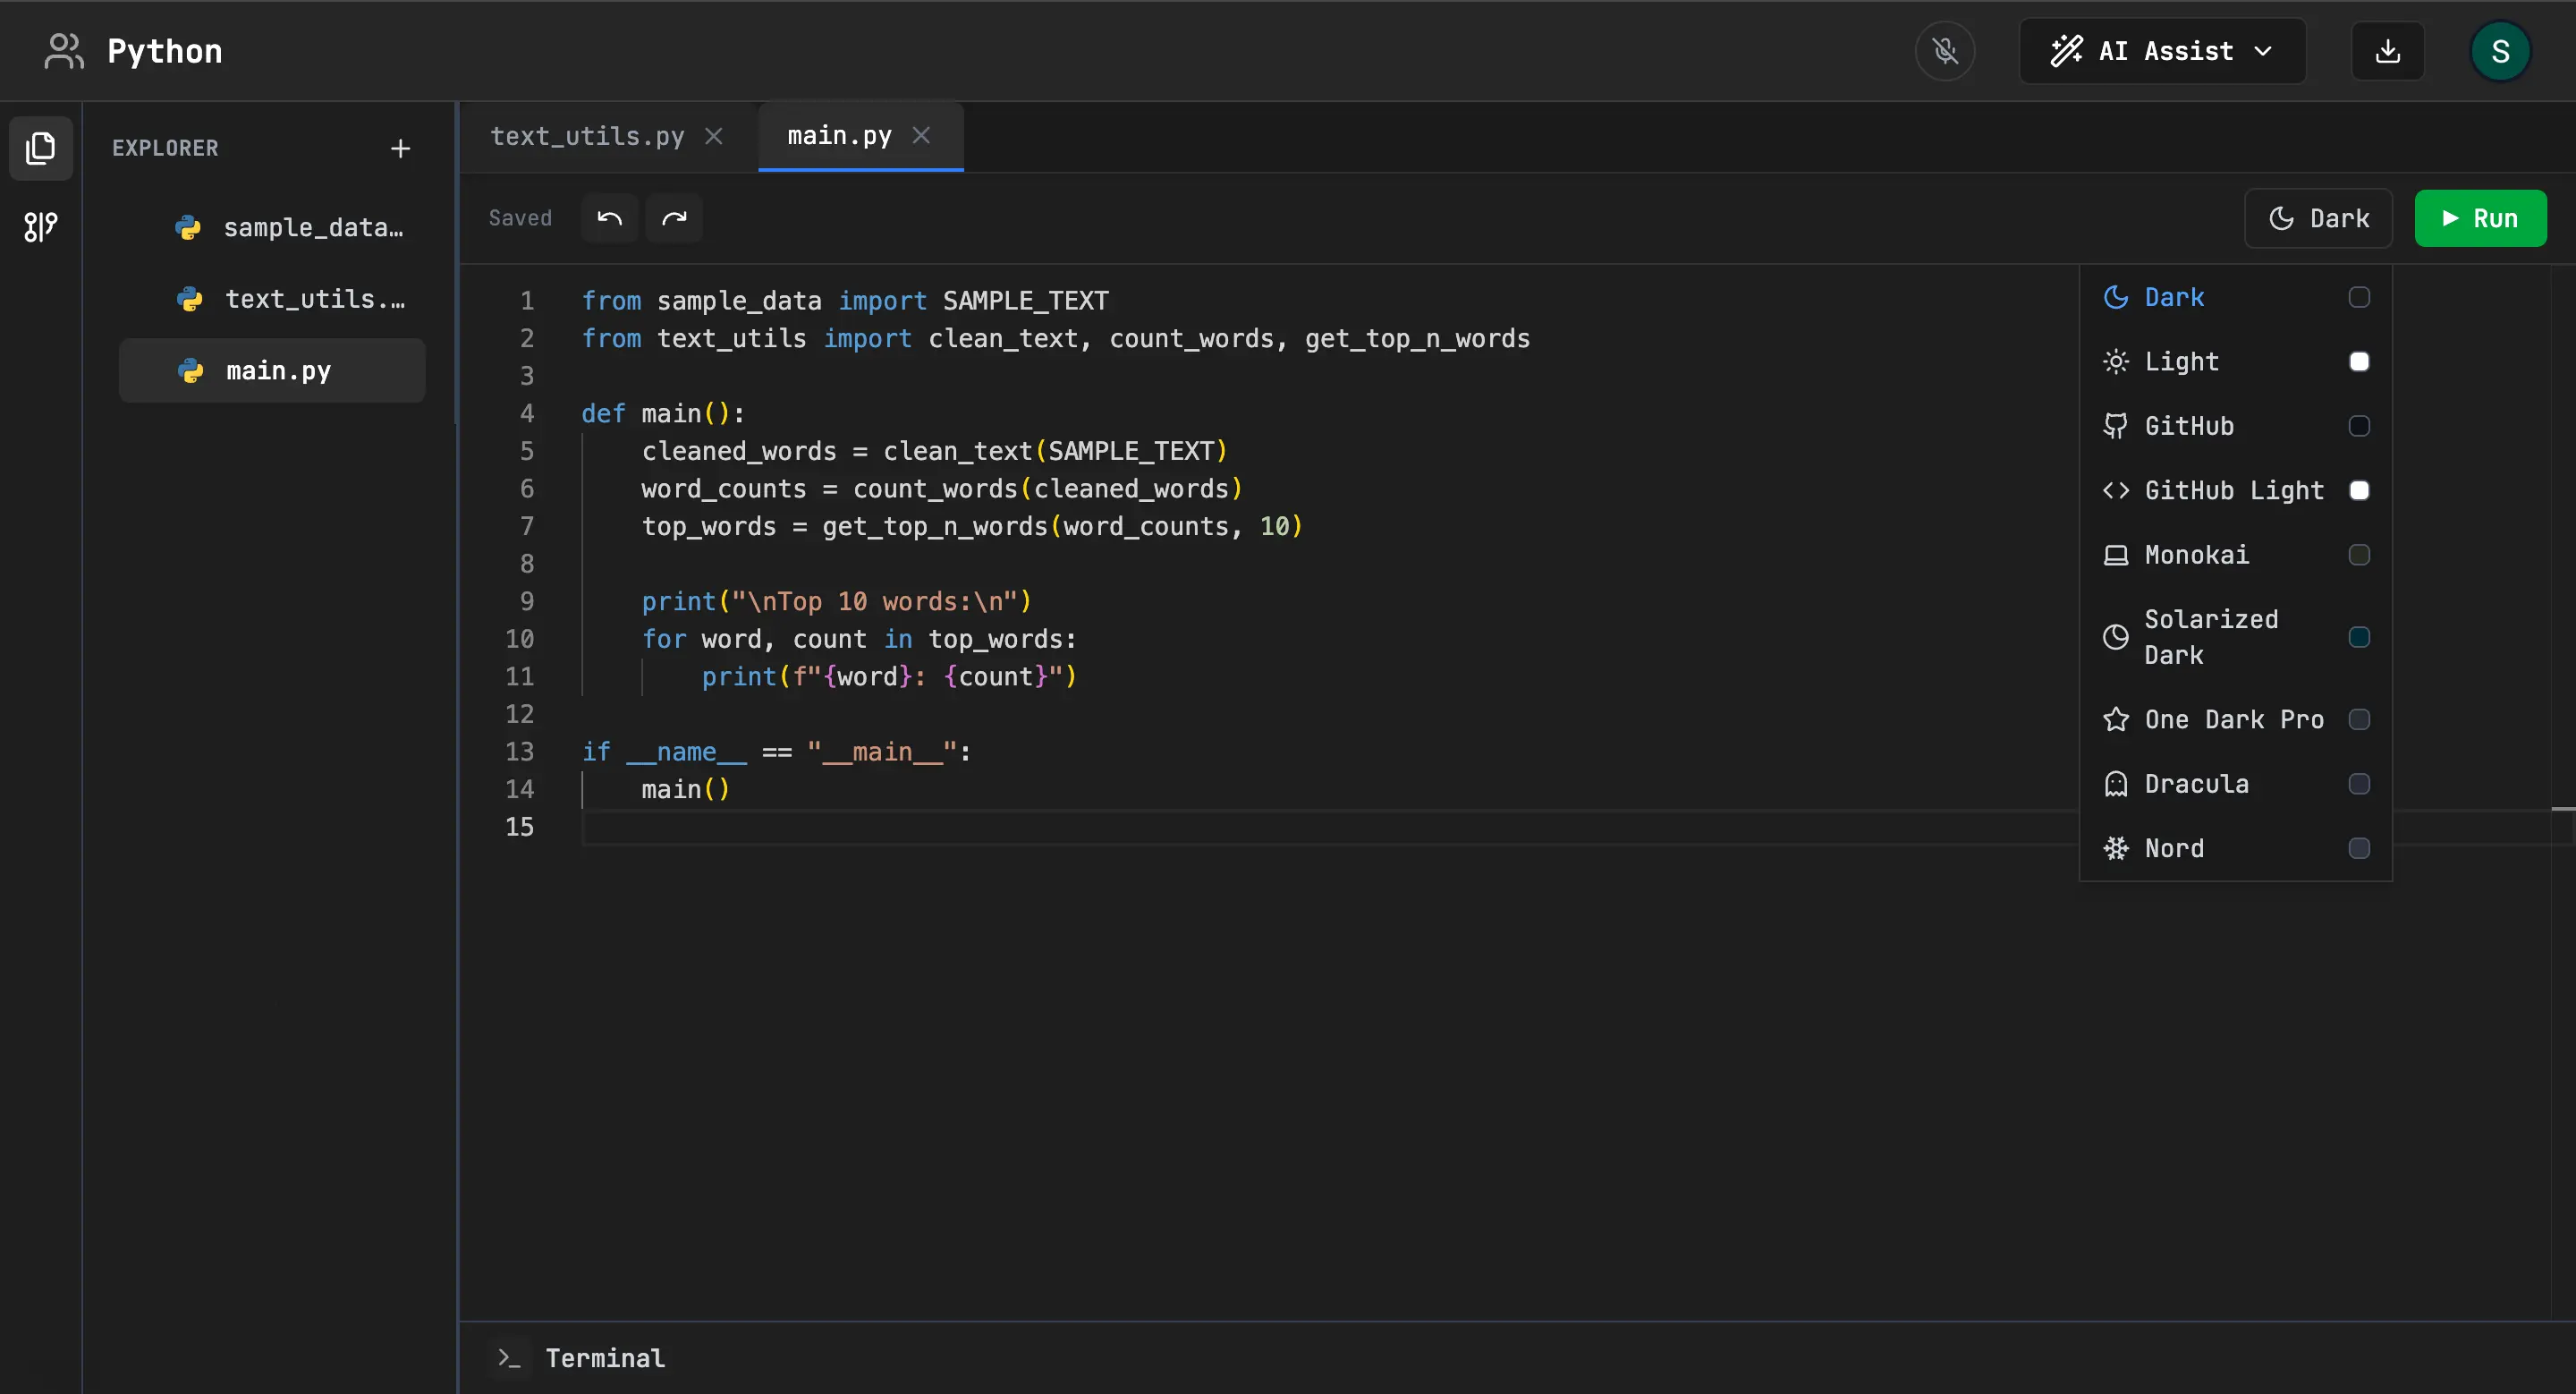 Python
AI Assist
S
EXPLORER
sample_data…
text_utils.…
main.py
text_utils.py
main.py
Saved
Dark
Run
1 from sample_data import SAMPLE_TEXT
2 from text_utils import clean_text, count_words, get_top_n_words
3
4 def main():
5     cleaned_words = clean_text(SAMPLE_TEXT)
6     word_counts = count_words(cleaned_words)
7     top_words = get_top_n_words(word_counts, 10)
8
9     print("\nTop 10 words:\n")
10     for word, count in top_words:
11         print(f"{word}: {count}")
12
13 if __name__ == "__main__":
14     main()
15
Dark
Light
GitHub
GitHub Light
Monokai
Solarized
Dark
One Dark Pro
Dracula
Nord
Terminal